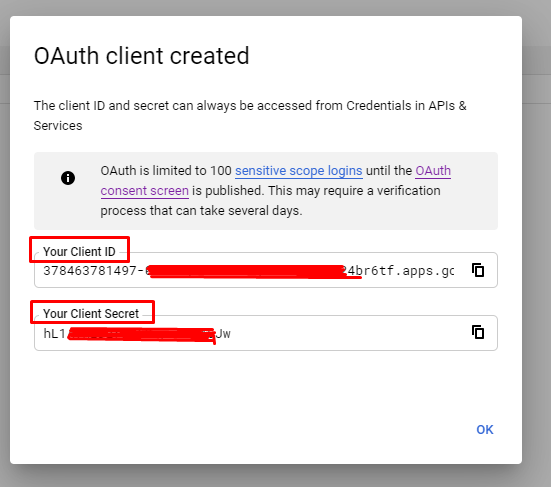 OAuth client created
The client ID and secret can always be accessed from Credentials in APIs &
Services
OAuth is limited to 100 sensitive scope logins until the OAuth
consent screen is published. This may require a verification
process that can take several days.
Your Client ID
378463781497- 4br6tf.apps.gc
Your Client Secret
hL1 Jw
OK